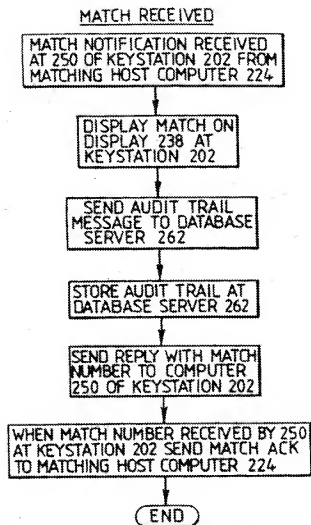 MATCH RECEIVED
MATCH NOTIFICATION RECEIVED
AT 250 OF KEYSTATION 202 FROM
MATCHING HOST COMPUTER 224
DISPLAY MATCH ON
DISPLAY 238 AT
KEYSTATION 202
SEND AUDIT TRAIL
MESSAGE TO DATABASE
SERVER 262
STORE AUDIT TRAIL AT
DATABASE SERVER 262
SEND REPLY WITH MATCH
NUMBER TO COMPUTER
250 OF KEYSTATION 202
WHEN MATCH NUMBER RECEIVED BY 250
AT KEYSTATION 202 SEND MATCH ACK
TO MATCHING HOST COMPUTER 224
END